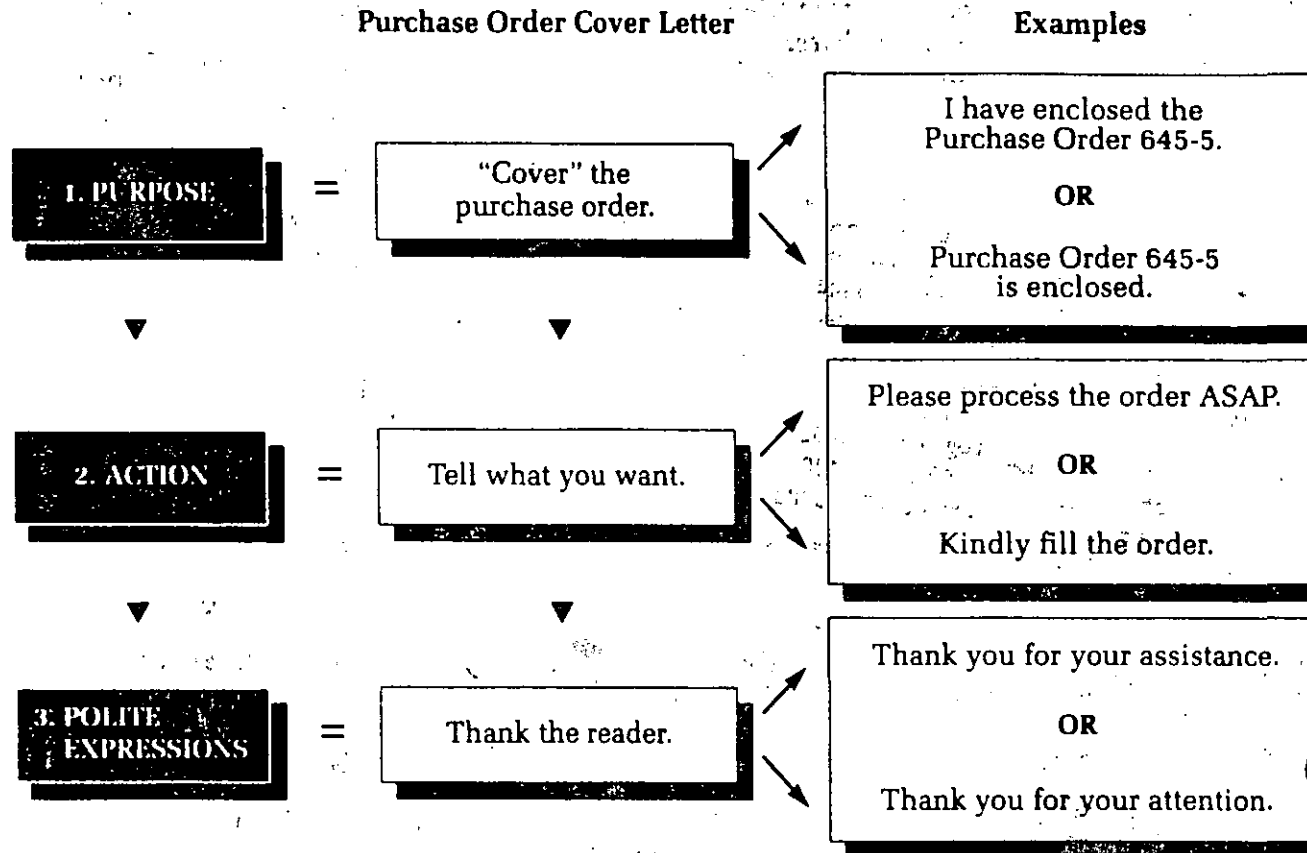 Purchase Order Cover Letter
Examples
1. PURPOSE
=
"Cover" the
purchase order.
I have enclosed the
Purchase Order 645-5.
OR
Purchase Order 645-5
is enclosed.
2. ACTION
=
Tell what you want.
Please process the order ASAP.
OR
Kindly fill the order.
3. POLITE
EXPRESSIONS
=
Thank the reader.
Thank you for your assistance.
OR
Thank you for your attention.